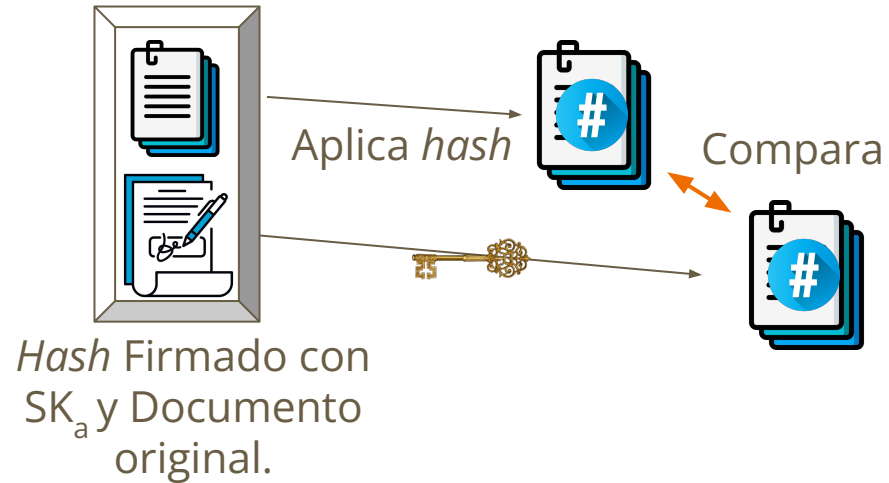 #
Aplica hash
Compara
#
Hash Firmado con
SKa y Documento
original.